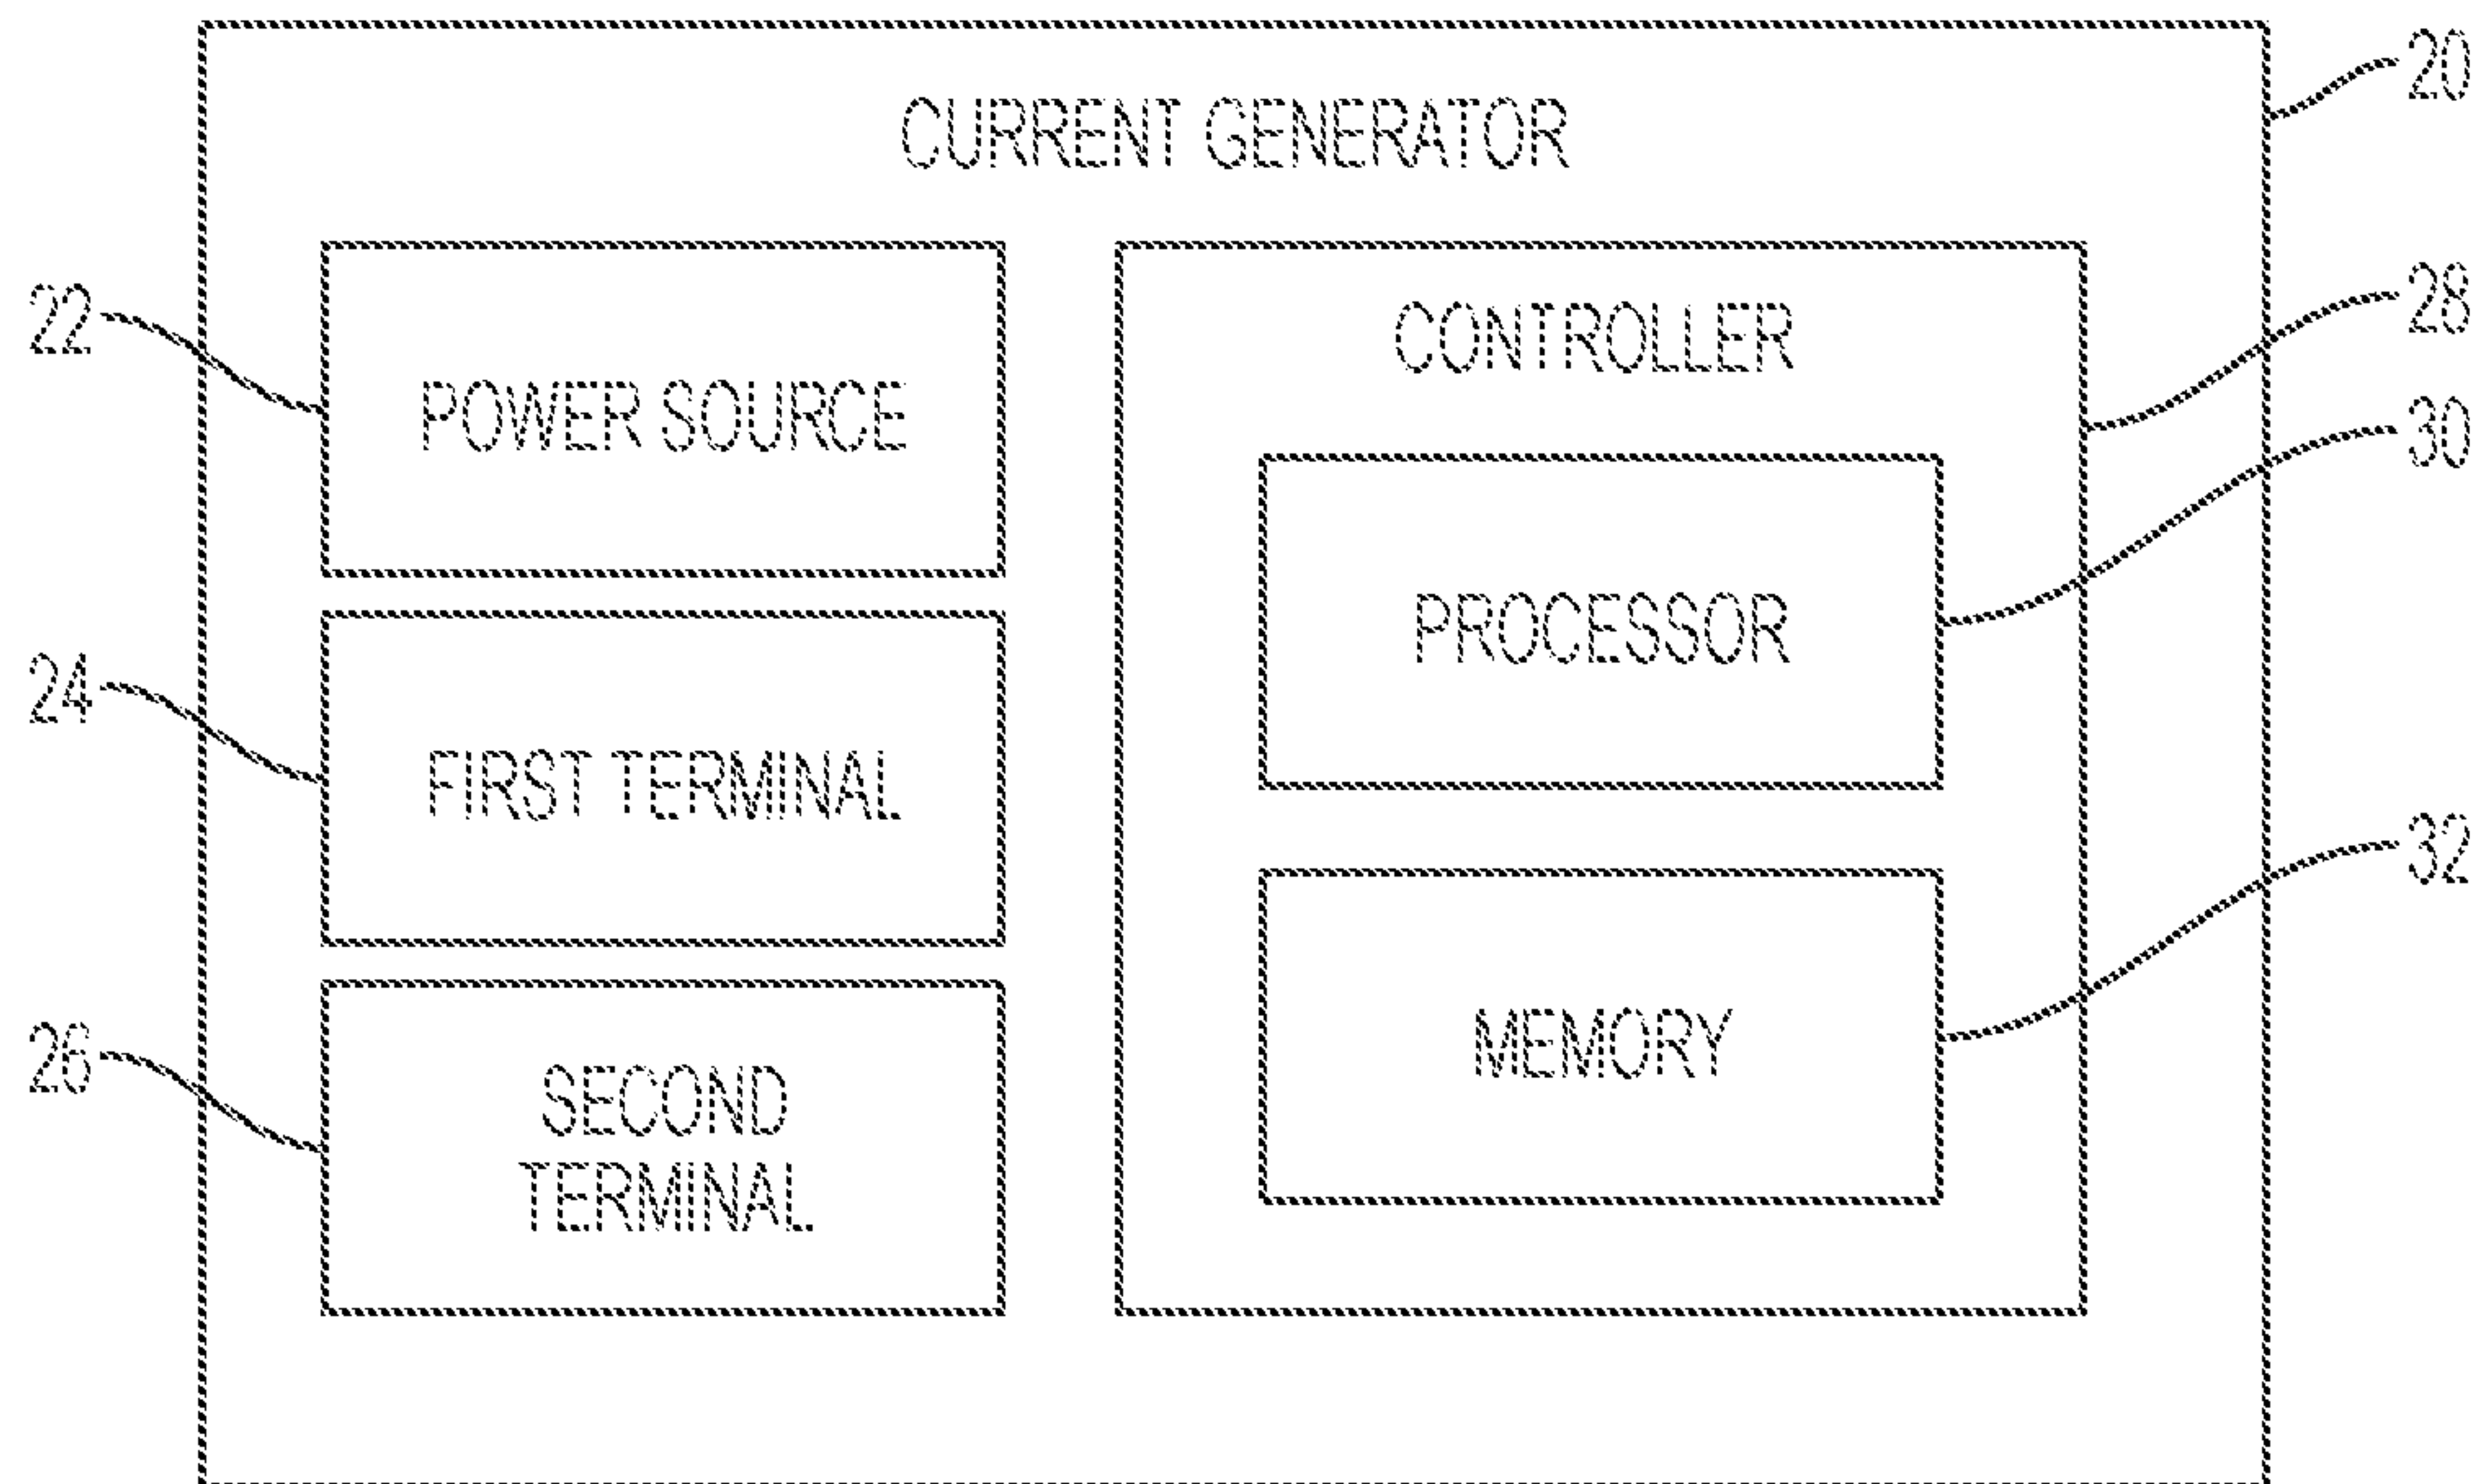 CURRENT GENERATOR
20
22
POWER SOURCE
24
FIRST TERMINAL
26
SECOND
TERMINAL
CONTROLLER
28
PROCESSOR
30
MEMORY
32